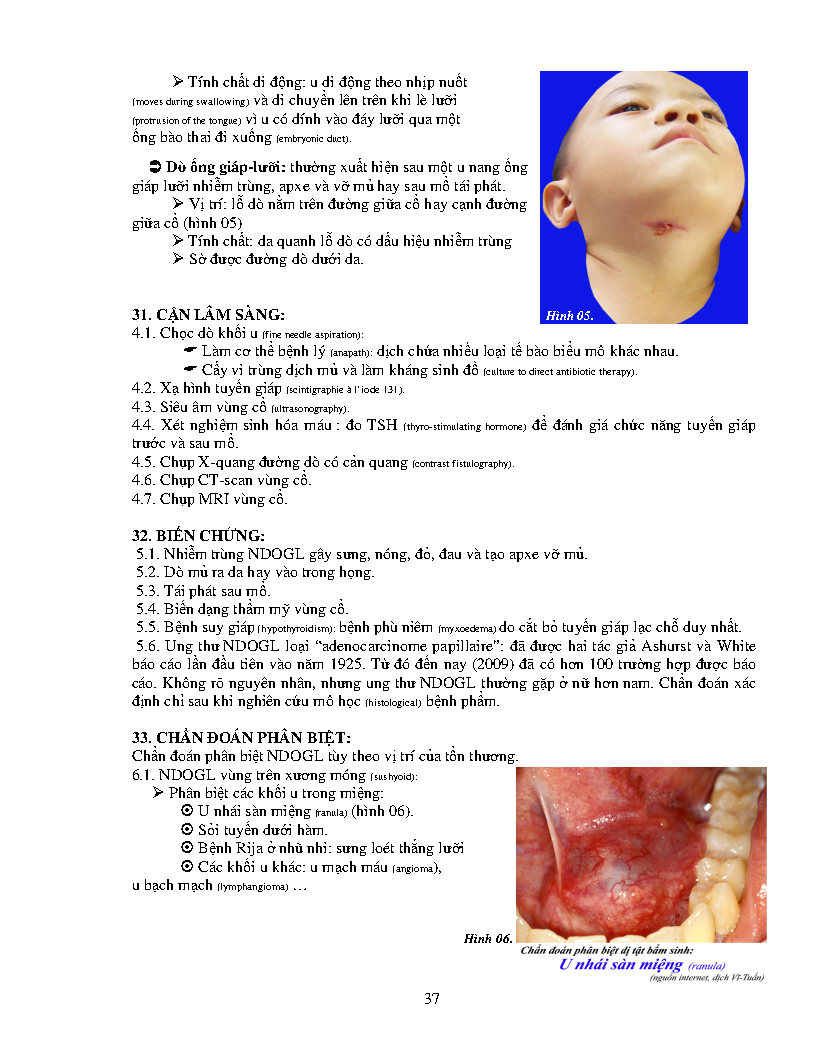 ➢ Tính chất di động: u di động theo nhịp nuốt
(moves during swallowing) và di chuyển lên trên khi lè lưỡi
(protrusion of the tongue) vì u có dính vào đáy lưỡi qua một
ống bào thai đi xuống (embryonic duct).
➲ Dò ống giáp-lưỡi: thường xuất hiện sau một u nang ống
giáp lưỡi nhiễm trùng, apxe và vỡ mủ hay sau mổ tái phát.
➢ Vị trí: lỗ dò nằm trên đường giữa cổ hay cạnh đường
giữa cổ (hình 05)
➢ Tính chất: da quanh lỗ dò có dấu hiệu nhiễm trùng
➢ Sờ được đường dò dưới da.
Hình 05.
31. CẬN LÂM SÀNG:
4.1. Chọc dò khối u (fine needle aspiration):
☛ Làm cơ thể bệnh lý (anapath): dịch chứa nhiều loại tế bào biểu mô khác nhau.
☛ Cấy vi trùng dịch mủ và làm kháng sinh đồ (culture to direct antibiotic therapy).
4.2. Xạ hình tuyến giáp (scintigraphie à l'iode 131).
4.3. Siêu âm vùng cổ (ultrasonography).
4.4. Xét nghiệm sinh hóa máu : đo TSH (thyro-stimulating hormone) để đánh giá chức năng tuyến giáp
trước và sau mổ.
4.5. Chụp X-quang đường dò có cản quang (contrast fistulography).
4.6. Chụp CT-scan vùng cổ.
4.7. Chụp MRI vùng cổ.
32. BIẾN CHỨNG:
5.1. Nhiễm trùng NDOGL gây sưng, nóng, đỏ, đau và tạo apxe vỡ mủ.
5.2. Dò mủ ra da hay vào trong họng.
5.3. Tái phát sau mổ.
5.4. Biến dạng thẩm mỹ vùng cổ.
5.5. Bệnh suy giáp (hypothyroidism): bệnh phù niêm (myxoedema) do cắt bỏ tuyến giáp lạc chỗ duy nhất.
5.6. Ung thư NDOGL loại “adenocarcinome papillaire”: đã được hai tác giả Ashurst và White
báo cáo lần đầu tiên vào năm 1925. Từ đó đến nay (2009) đã có hơn 100 trường hợp được báo
cáo. Không rõ nguyên nhân, nhưng ung thư NDOGL thường gặp ở nữ hơn nam. Chẩn đoán xác
định chỉ sau khi nghiên cứu mô học (histological) bệnh phẩm.
33. CHẨN ĐOÁN PHÂN BIỆT:
Chẩn đoán phân biệt NDOGL tùy theo vị trí của tổn thương.
6.1. NDOGL vùng trên xương móng (sushyoid):
➢ Phân biệt các khối u trong miệng:
⦿ U nhái sàn miệng (ranula) (hình 06).
⦿ Sỏi tuyến dưới hàm.
⦿ Bệnh Rija ở nhũ nhi: sưng loét thắng lưỡi
⦿ Các khối u khác: u mạch máu (angioma),
u bạch mạch (lymphangioma) …
Hình 06.
Chẩn đoán phân biệt dị tật bẩm sinh:
U nhái sàn miệng (ranula)
(nguồn internet, dịch Vĩ-Tuấn)
37